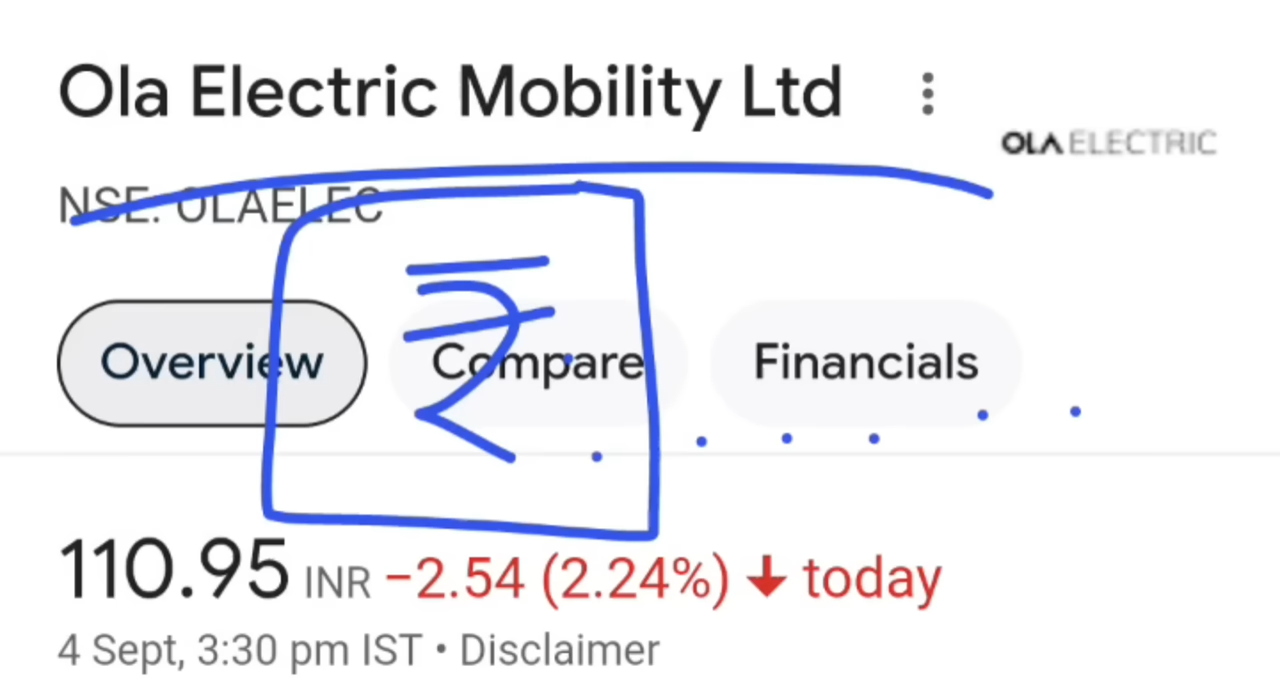 Ola Electric Mobility Ltd
OLA ELECTRIC
NSE: OLAELEC
₹
Overview Compare Financials
110.95 INR −2.54 (2.24%) ↓ today
4 Sept, 3:30 pm IST • Disclaimer